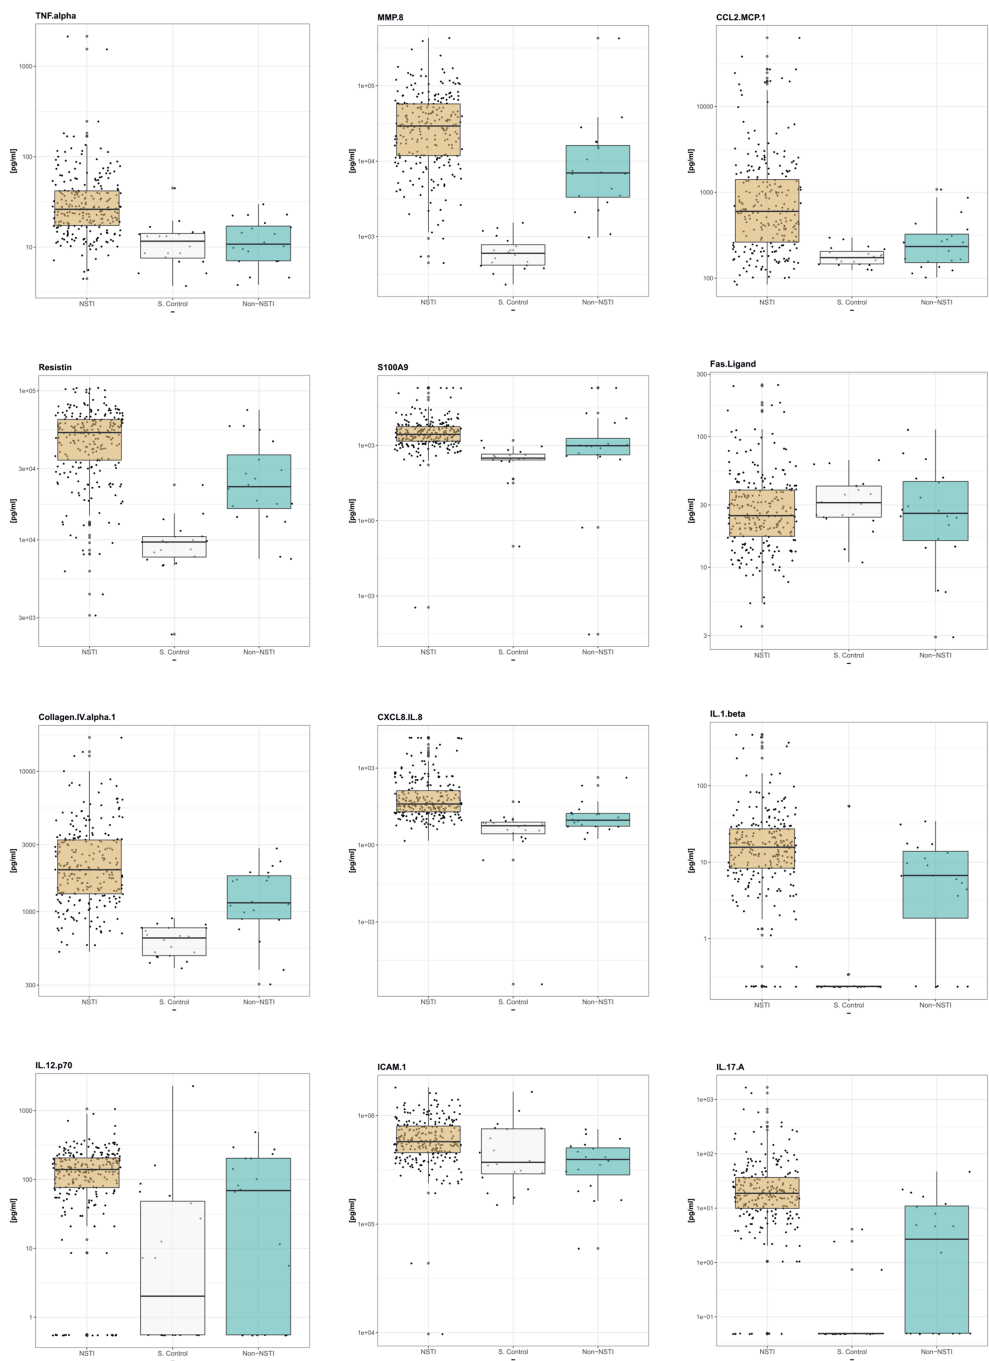 TNF.alpha
[pg/ml]
1000
100
10
NSTI S. Control Non−NSTI
MMP.8
[pg/ml]
1e+05
1e+04
1e+03
NSTI S. Control Non−NSTI
CCL2.MCP.1
[pg/ml]
10000
1000
100
NSTI S. Control Non−NSTI
Resistin
[pg/ml]
1e+05
3e+04
1e+04
3e+03
NSTI S. Control Non−NSTI
S100A9
[pg/ml]
1e+03
1e+00
1e−03
NSTI S. Control Non−NSTI
Fas.Ligand
[pg/ml]
300
100
30
10
3
NSTI S. Control Non−NSTI
Collagen.IV.alpha.1
[pg/ml]
10000
3000
1000
300
NSTI S. Control Non−NSTI
CXCL8.IL.8
[pg/ml]
1e+03
1e+00
1e−03
NSTI S. Control Non−NSTI
IL.1.beta
[pg/ml]
100
10
1
NSTI S. Control Non−NSTI
IL.12.p70
[pg/ml]
1000
100
10
1
NSTI S. Control Non−NSTI
ICAM.1
[pg/ml]
1e+06
1e+05
1e+04
NSTI S. Control Non−NSTI
IL.17.A
[pg/ml]
1e+03
1e+02
1e+01
1e+00
1e−01
NSTI S. Control Non−NSTI